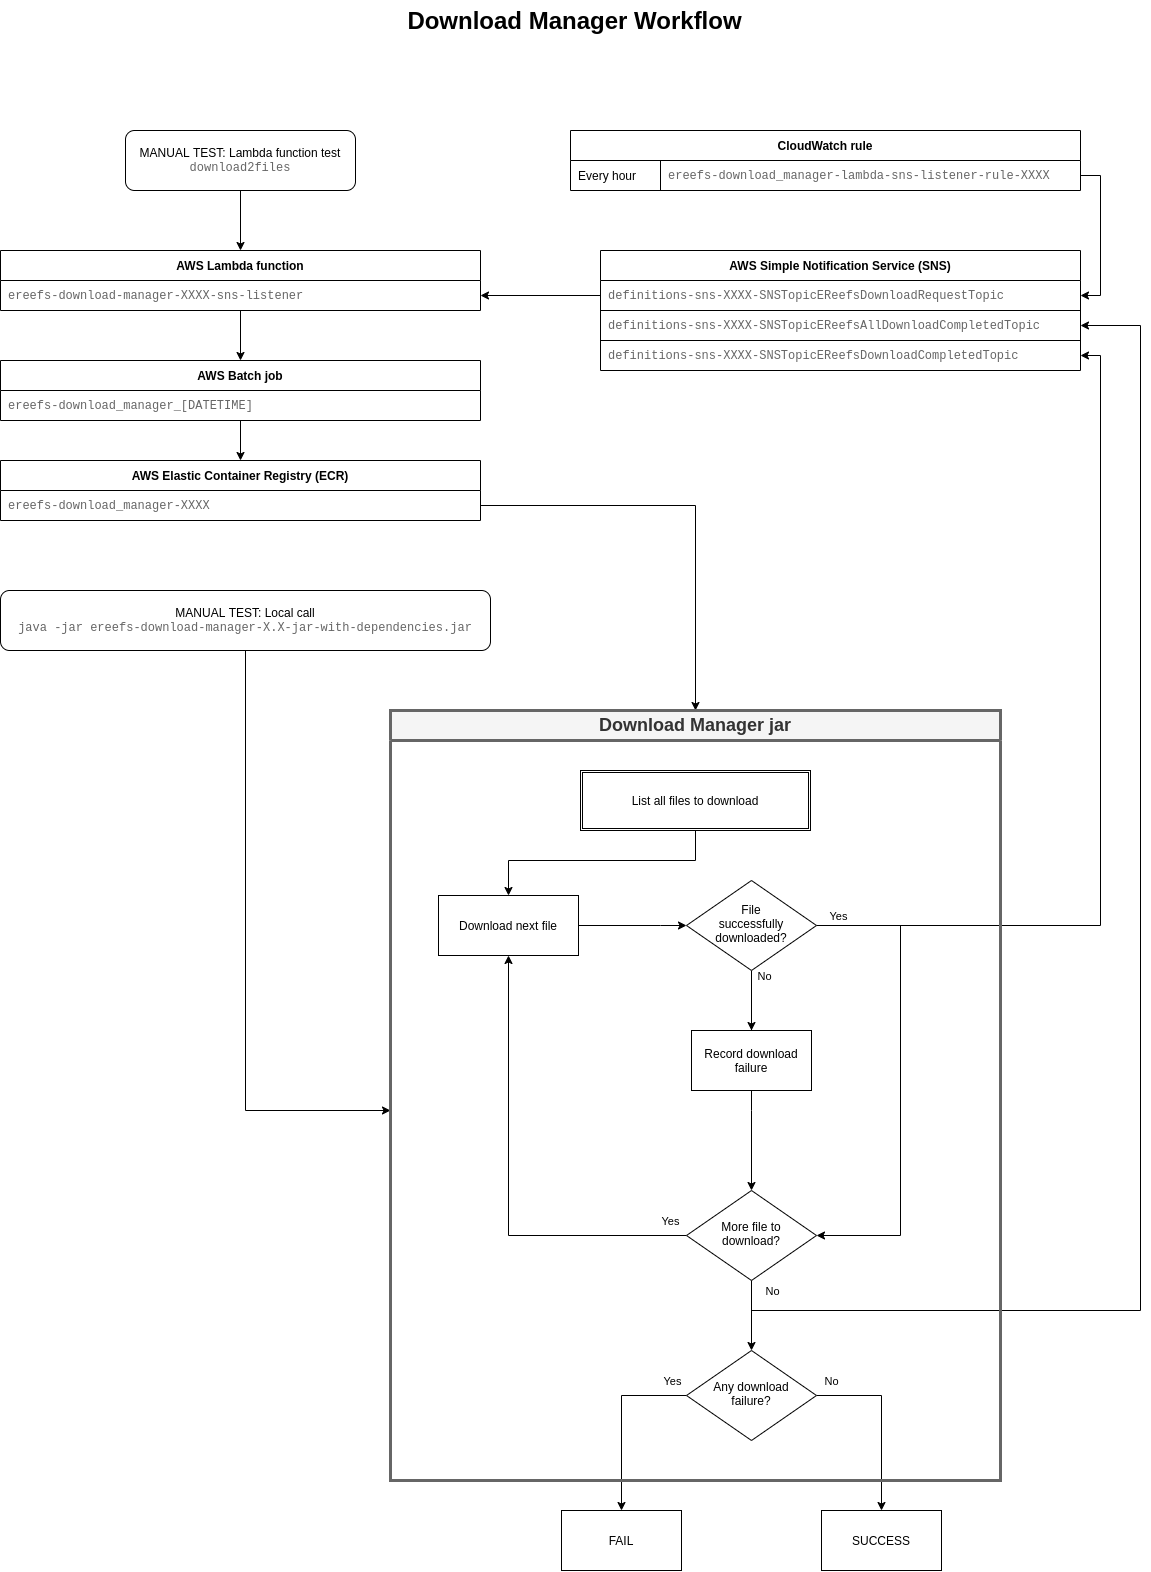 Download Manager Workflow
MANUAL TEST: Lambda function test
download2files
CloudWatch rule
Every hour
ereefs-download_manager-lambda-sns-listener-rule-XXXX
AWS Lambda function
ereefs-download-manager-XXXX-sns-listener
AWS Simple Notification Service (SNS)
definitions-sns-XXXX-SNSTopicEReefsDownloadRequestTopic
definitions-sns-XXXX-SNSTopicEReefsAllDownloadCompletedTopic
definitions-sns-XXXX-SNSTopicEReefsDownloadCompletedTopic
AWS Batch job
ereefs-download_manager_[DATETIME]
AWS Elastic Container Registry (ECR)
ereefs-download_manager-XXXX
MANUAL TEST: Local call
java -jar ereefs-download-manager-X.X-jar-with-dependencies.jar
Download Manager jar
List all files to download
Download next file
File
successfully
downloaded?
Yes
No
Record download
failure
More file to
download?
Yes
No
Any download
failure?
Yes
No
FAIL
SUCCESS